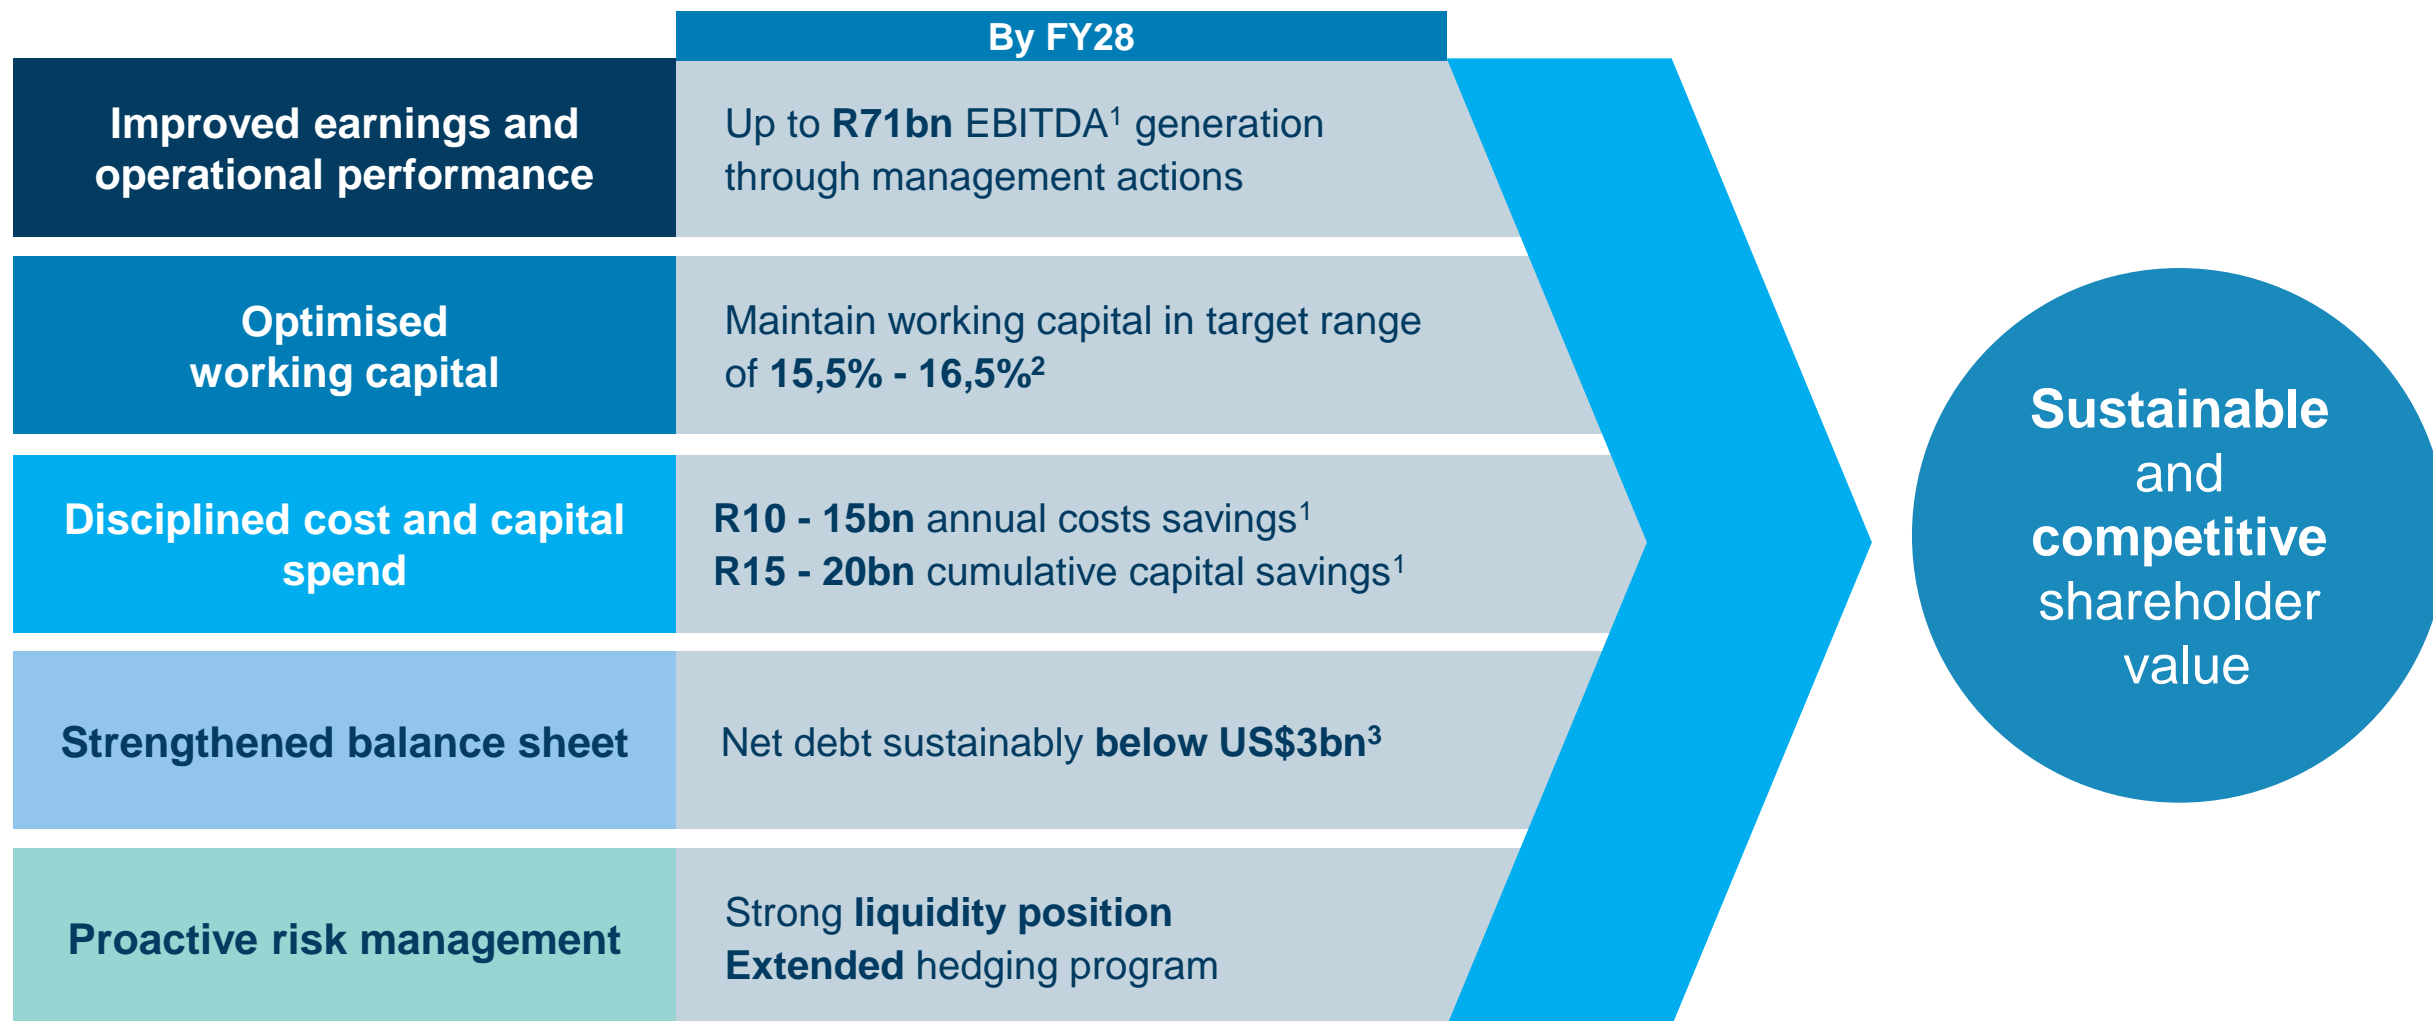 By FY28
Improved earnings and
operational performance
Up to R71bn EBITDA¹ generation
through management actions
Optimised
working capital
Maintain working capital in target range
of 15,5% - 16,5%²
Disciplined cost and capital
spend
R10 - 15bn annual costs savings¹
R15 - 20bn cumulative capital savings¹
Strengthened balance sheet
Net debt sustainably below US$3bn³
Proactive risk management
Strong liquidity position
Extended hedging program
Sustainable
and
competitive
shareholder
value